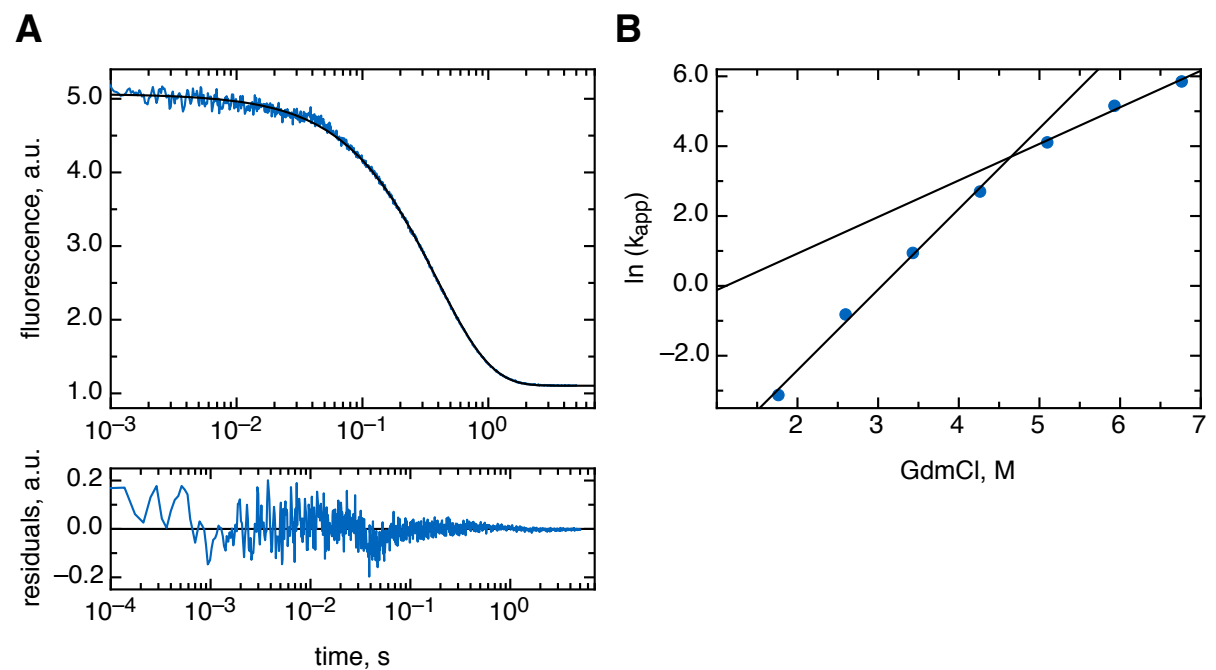 A
fluorescence, a.u.
5.0
4.0
3.0
2.0
1.0
10⁻³ 10⁻² 10⁻¹ 10⁰
residuals, a.u.
0.2
0.0
−0.2
10⁻⁴ 10⁻³ 10⁻² 10⁻¹ 10⁰
time, s
B
ln (kapp)
6.0
4.0
2.0
0.0
−2.0
2 3 4 5 6 7
GdmCl, M